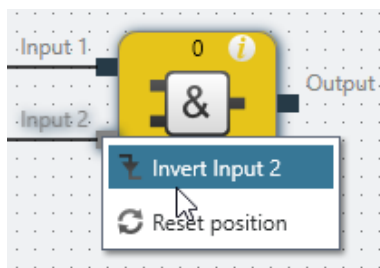 0
i
Input 1
&
Output
Input 2
Invert Input 2
Reset position